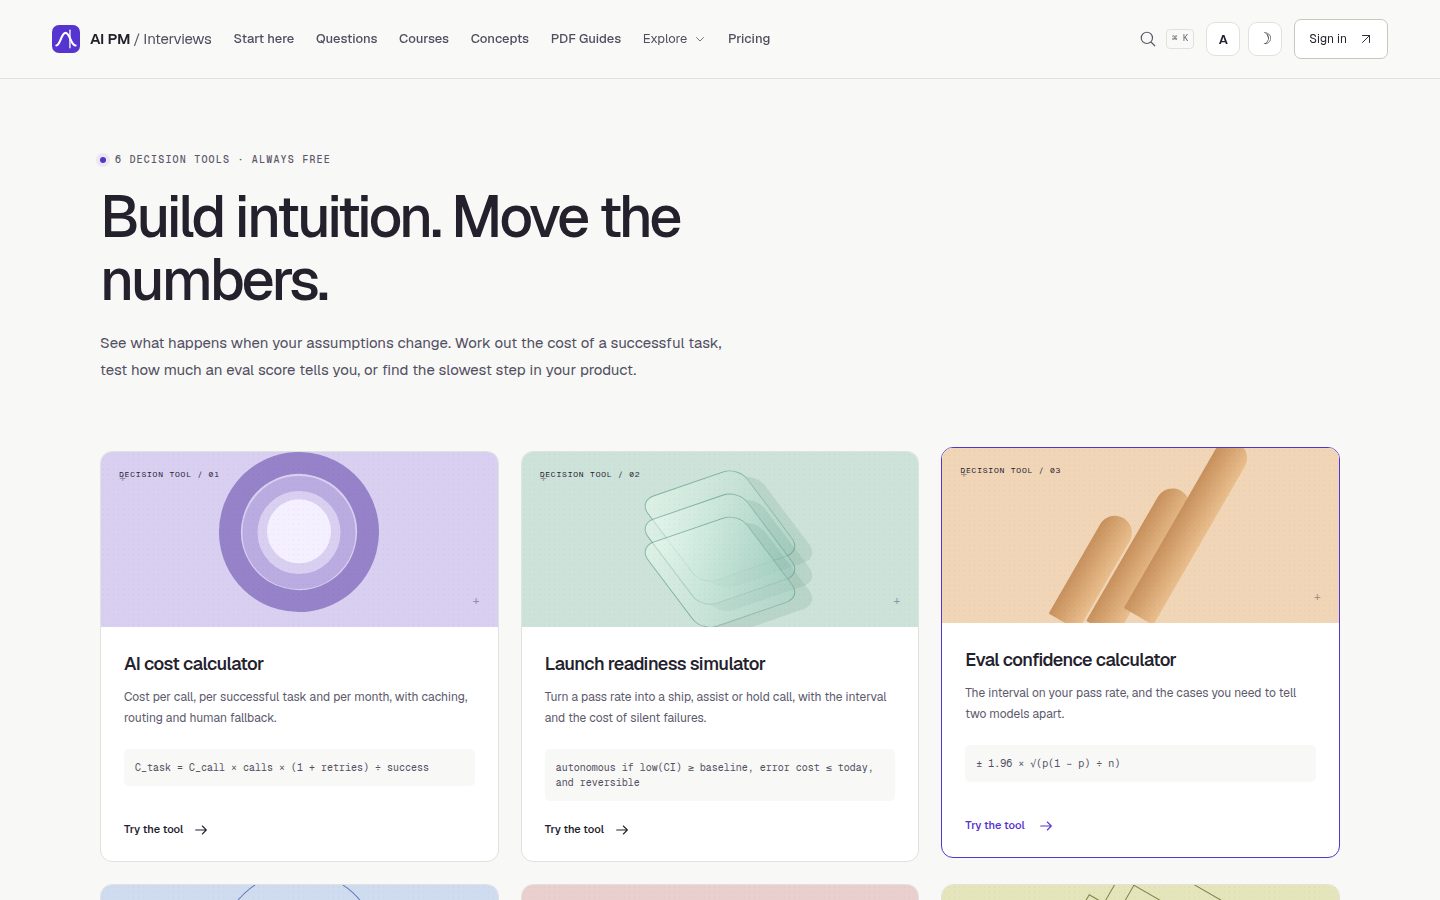 AI PM / Interviews
Start here
Questions
Courses
Concepts
PDF Guides
Explore
Pricing
⌘ K
A
Sign in
6 DECISION TOOLS · ALWAYS FREE
Build intuition. Move the
numbers.
See what happens when your assumptions change. Work out the cost of a successful task,
test how much an eval score tells you, or find the slowest step in your product.
DECISION TOOL / 01
AI cost calculator
Cost per call, per successful task and per month, with caching,
routing and human fallback.
C_task = C_call × calls × (1 + retries) ÷ success
Try the tool
DECISION TOOL / 02
Launch readiness simulator
Turn a pass rate into a ship, assist or hold call, with the interval
and the cost of silent failures.
autonomous if low(CI) ≥ baseline, error cost ≤ today,
and reversible
Try the tool
DECISION TOOL / 03
Eval confidence calculator
The interval on your pass rate, and the cases you need to tell
two models apart.
± 1.96 × √(p(1 − p) ÷ n)
Try the tool